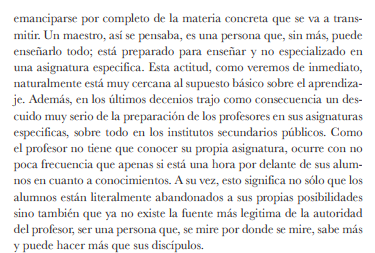 emanciparse por completo de la materia concreta que se va a trans-
mitir. Un maestro, así se pensaba, es una persona que, sin más, puede
enseñarlo todo; está preparado para enseñar y no especializado en
una asignatura especifica. Esta actitud, como veremos de inmediato,
naturalmente está muy cercana al supuesto básico sobre el aprendiza-
je. Además, en los últimos decenios trajo como consecuencia un des-
cuido muy serio de la preparación de los profesores en sus asignaturas
especificas, sobre todo en los institutos secundarios públicos. Como
el profesor no tiene que conocer su propia asignatura, ocurre con no
poca frecuencia que apenas si está una hora por delante de sus alum-
nos en cuanto a conocimientos. A su vez, esto significa no sólo que los
alumnos están literalmente abandonados a sus propias posibilidades
sino también que ya no existe la fuente más legitima de la autoridad
del profesor, ser una persona que, se mire por donde se mire, sabe más
y puede hacer más que sus discípulos.